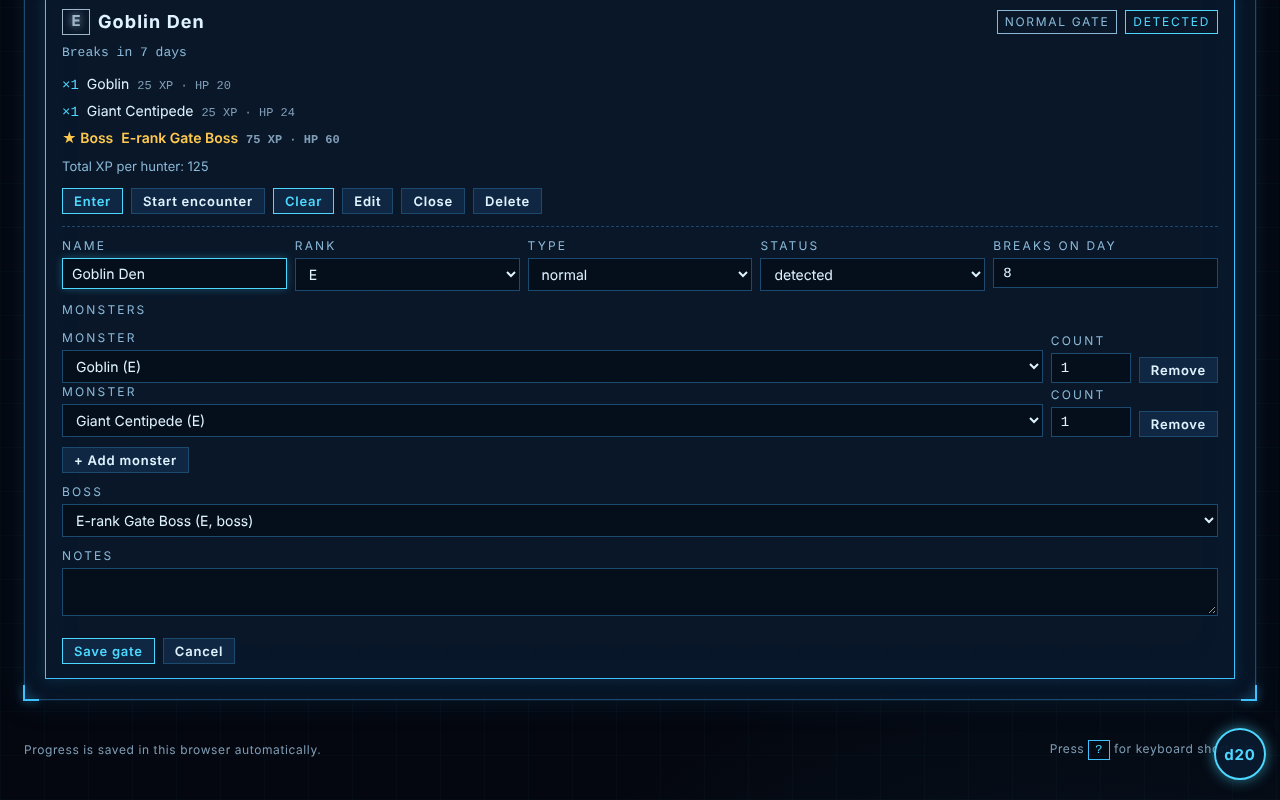 E Goblin Den NORMAL GATE DETECTED
Breaks in 7 days
×1 Goblin 25 XP · HP 20
×1 Giant Centipede 25 XP · HP 24
★ Boss E-rank Gate Boss 75 XP · HP 60
Total XP per hunter: 125
Enter Start encounter Clear Edit Close Delete
NAME RANK TYPE STATUS BREAKS ON DAY
Goblin Den E normal detected 8
MONSTERS
MONSTER COUNT
Goblin (E) 1 Remove
MONSTER COUNT
Giant Centipede (E) 1 Remove
+ Add monster
BOSS
E-rank Gate Boss (E, boss)
NOTES
Save gate Cancel
Progress is saved in this browser automatically. Press ? for keyboard
d20